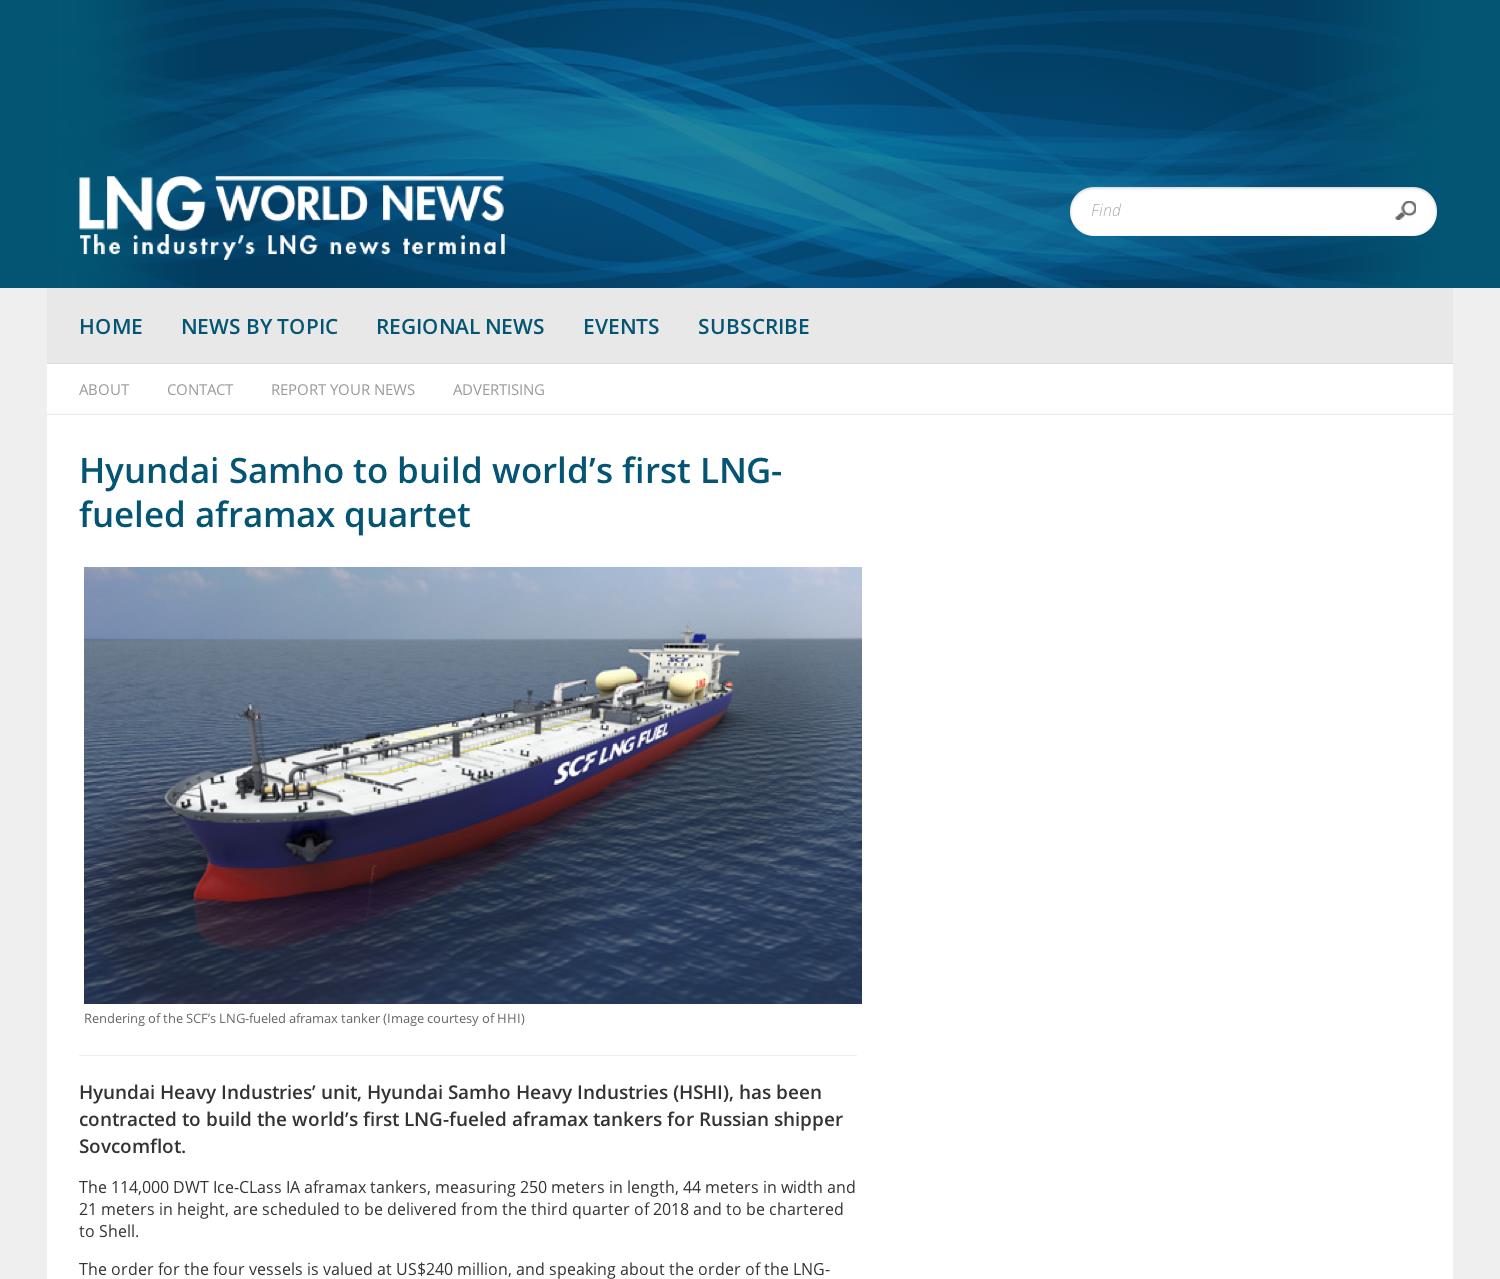 LNG WORLD NEWS
The industry's LNG news terminal
Find
HOME NEWS BY TOPIC REGIONAL NEWS EVENTS SUBSCRIBE
ABOUT CONTACT REPORT YOUR NEWS ADVERTISING
Hyundai Samho to build world’s first LNG-
fueled aframax quartet
SCF
LNG
SCF LNG FUEL
Rendering of the SCF’s LNG-fueled aframax tanker (Image courtesy of HHI)
Hyundai Heavy Industries’ unit, Hyundai Samho Heavy Industries (HSHI), has been
contracted to build the world’s first LNG-fueled aframax tankers for Russian shipper
Sovcomflot.
The 114,000 DWT Ice-CLass IA aframax tankers, measuring 250 meters in length, 44 meters in width and
21 meters in height, are scheduled to be delivered from the third quarter of 2018 and to be chartered
to Shell.
The order for the four vessels is valued at US$240 million, and speaking about the order of the LNG-